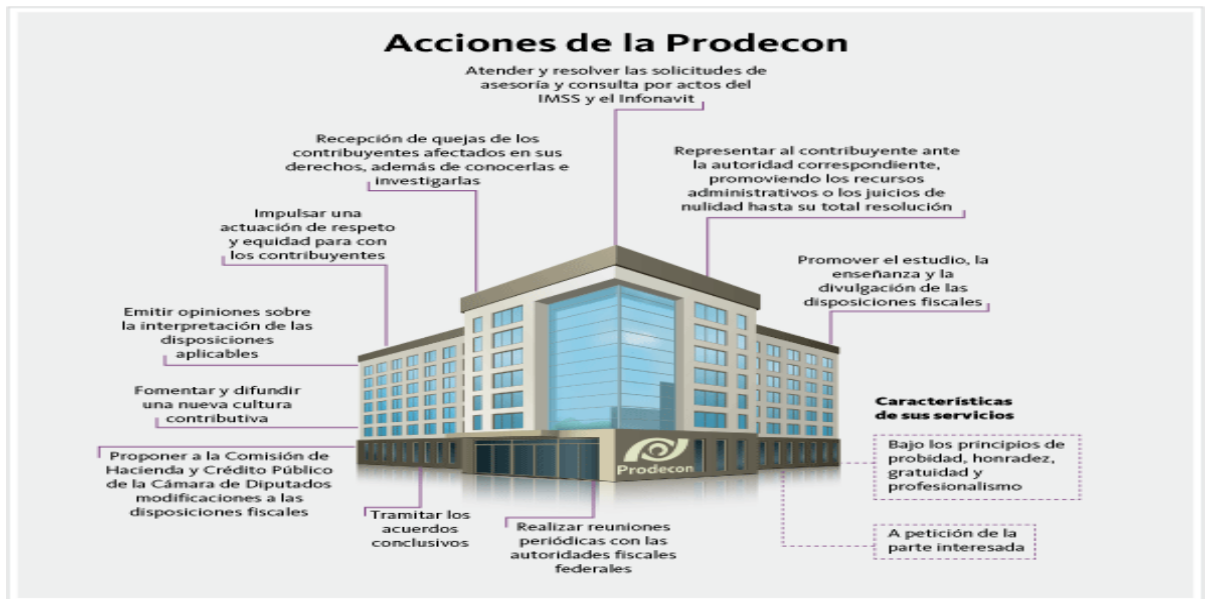 Acciones de la Prodecon
Atender y resolver las solicitudes de
asesoría y consulta por actos del
IMSS y el Infonavit
Recepción de quejas de los
contribuyentes afectados en sus
derechos, además de conocerlas e
investigarlas
Representar al contribuyente ante
la autoridad correspondiente,
promoviendo los recursos
administrativos o los juicios de
nulidad hasta su total resolución
Impulsar una
actuación de respeto
y equidad para con
los contribuyentes
Promover el estudio, la
enseñanza y la
divulgación de las
disposiciones fiscales
Emitir opiniones sobre
la interpretación de las
disposiciones
aplicables
Fomentar y difundir
una nueva cultura
contributiva
Proponer a la Comisión de
Hacienda y Crédito Público
de la Cámara de Diputados
modificaciones a las
disposiciones fiscales
Tramitar los
acuerdos
conclusivos
Realizar reuniones
periódicas con las
autoridades fiscales
federales
Prodecon
Características
de sus servicios
Bajo los principios de
probidad, honradez,
gratuidad y
profesionalismo
A petición de la
parte interesada